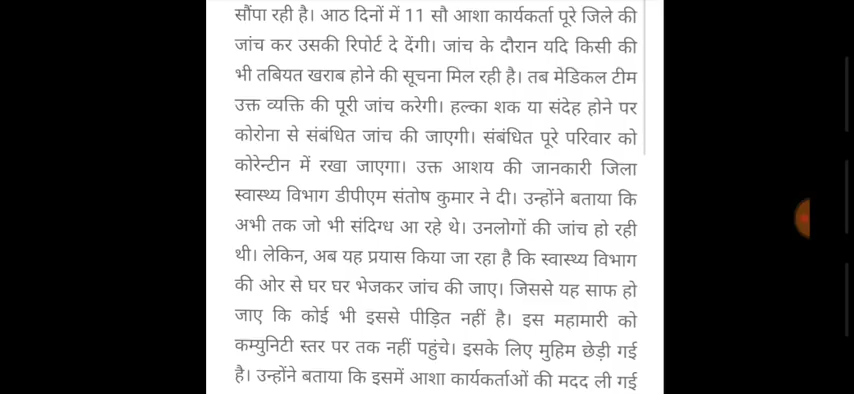 सौंपा रही है। आठ दिनों में 11 सौ आशा कार्यकर्ता पूरे जिले की
जांच कर उसकी रिपोर्ट दे देंगी। जांच के दौरान यदि किसी की
भी तबियत खराब होने की सूचना मिल रही है। तब मेडिकल टीम
उक्त व्यक्ति की पूरी जांच करेगी। हल्का शक या संदेह होने पर
कोरोना से संबंधित जांच की जाएगी। संबंधित पूरे परिवार को
कोरेन्टीन में रखा जाएगा। उक्त आशय की जानकारी जिला
स्वास्थ्य विभाग डीपीएम संतोष कुमार ने दी। उन्होंने बताया कि
अभी तक जो भी संदिग्ध आ रहे थे। उनलोगों की जांच हो रही
थी। लेकिन, अब यह प्रयास किया जा रहा है कि स्वास्थ्य विभाग
की ओर से घर घर भेजकर जांच की जाए। जिससे यह साफ हो
जाए कि कोई भी इससे पीड़ित नहीं है। इस महामारी को
कम्युनिटी स्तर पर तक नहीं पहुंचे। इसके लिए मुहिम छेड़ी गई
है। उन्होंने बताया कि इसमें आशा कार्यकर्ताओं की मदद ली गई